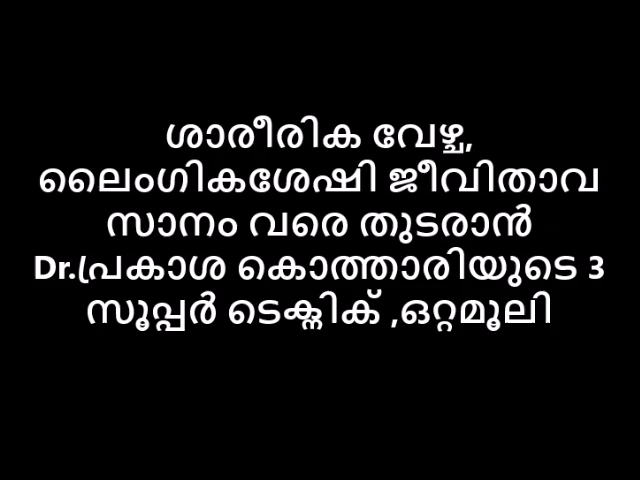 ശാരീരിക വേഴ്ച,
ലൈംഗികശേഷി ജീവിതാവ
സാനം വരെ തുടരാൻ
Dr.പ്രകാശ കൊത്താരിയുടെ 3
സൂപ്പർ ടെക്നിക് ,ഒറ്റമൂലി